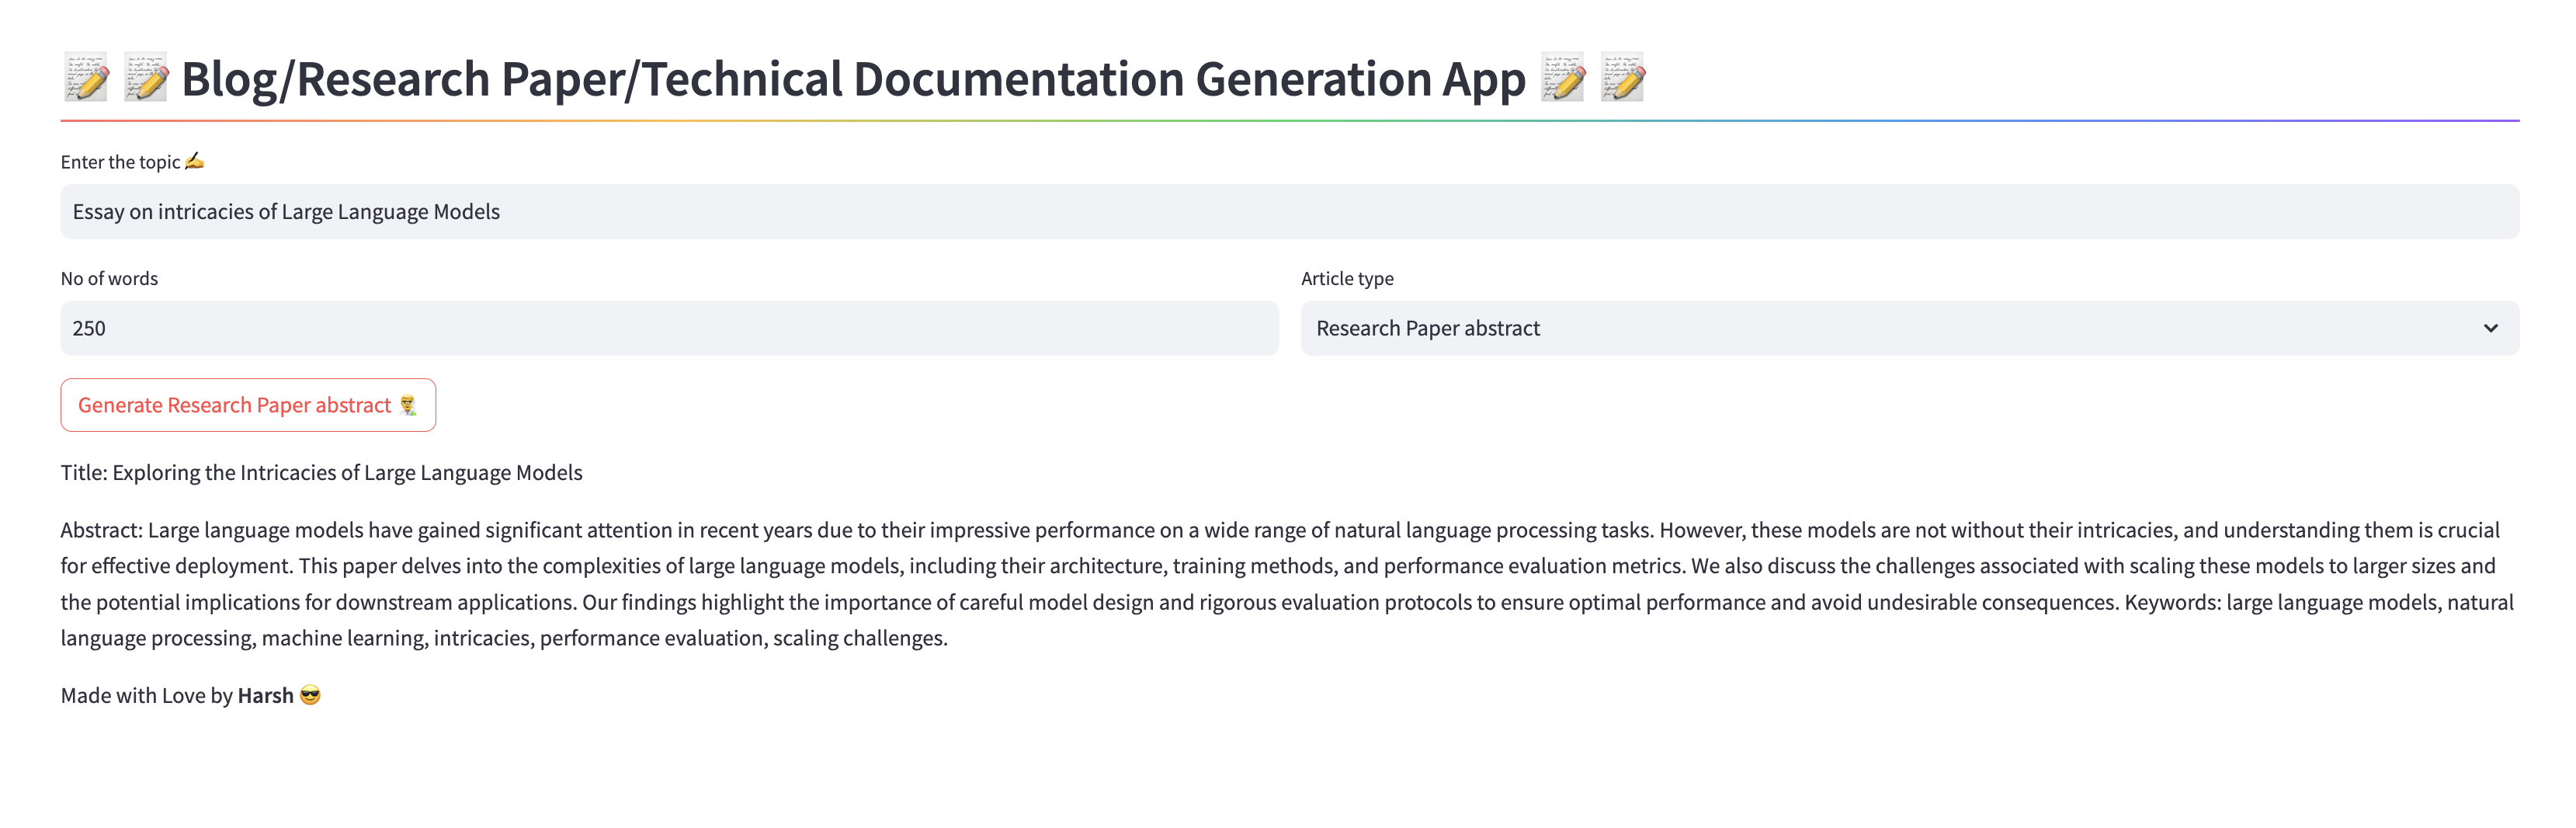 📝 📝 Blog/Research Paper/Technical Documentation Generation App 📝 📝
Enter the topic ✍️
Essay on intricacies of Large Language Models
No of words
Article type
250
Research Paper abstract
Generate Research Paper abstract 👨‍🎨
Title: Exploring the Intricacies of Large Language Models
Abstract: Large language models have gained significant attention in recent years due to their impressive performance on a wide range of natural language processing tasks. However, these models are not without their intricacies, and understanding them is crucial
for effective deployment. This paper delves into the complexities of large language models, including their architecture, training methods, and performance evaluation metrics. We also discuss the challenges associated with scaling these models to larger sizes and
the potential implications for downstream applications. Our findings highlight the importance of careful model design and rigorous evaluation protocols to ensure optimal performance and avoid undesirable consequences. Keywords: large language models, natural
language processing, machine learning, intricacies, performance evaluation, scaling challenges.
Made with Love by Harsh 😎